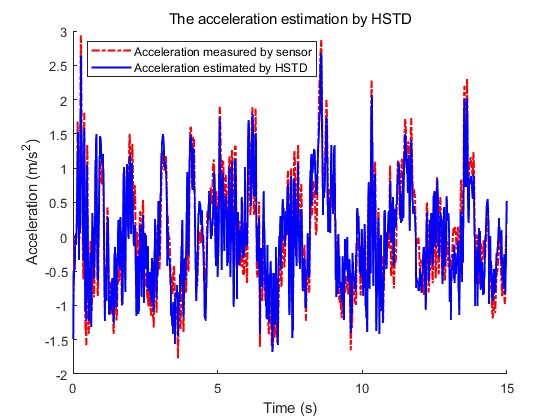 The acceleration estimation by HSTD
Acceleration measured by sensor
Acceleration estimated by HSTD
Acceleration (m/s²)
3
2.5
2
1.5
1
0.5
0
-0.5
-1
-1.5
-2
0 5 10 15
Time (s)